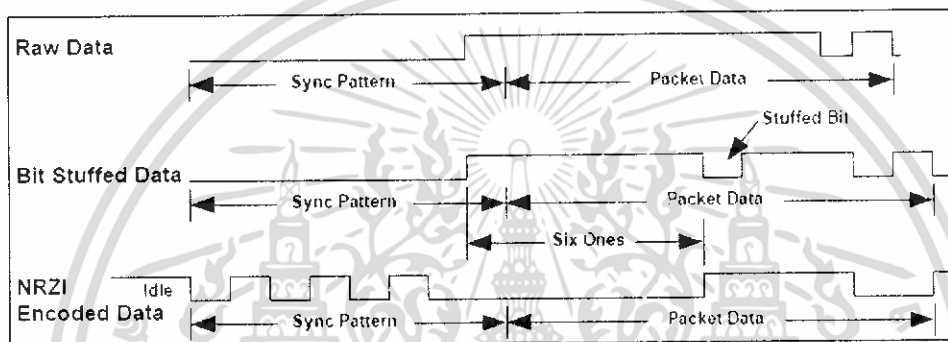 Raw Data
Sync Pattern
Packet Data
Stuffed Bit
Bit Stuffed Data
Sync Pattern
Packet Data
Six Ones
NRZI
Idle
Encoded Data
Sync Pattern
Packet Data